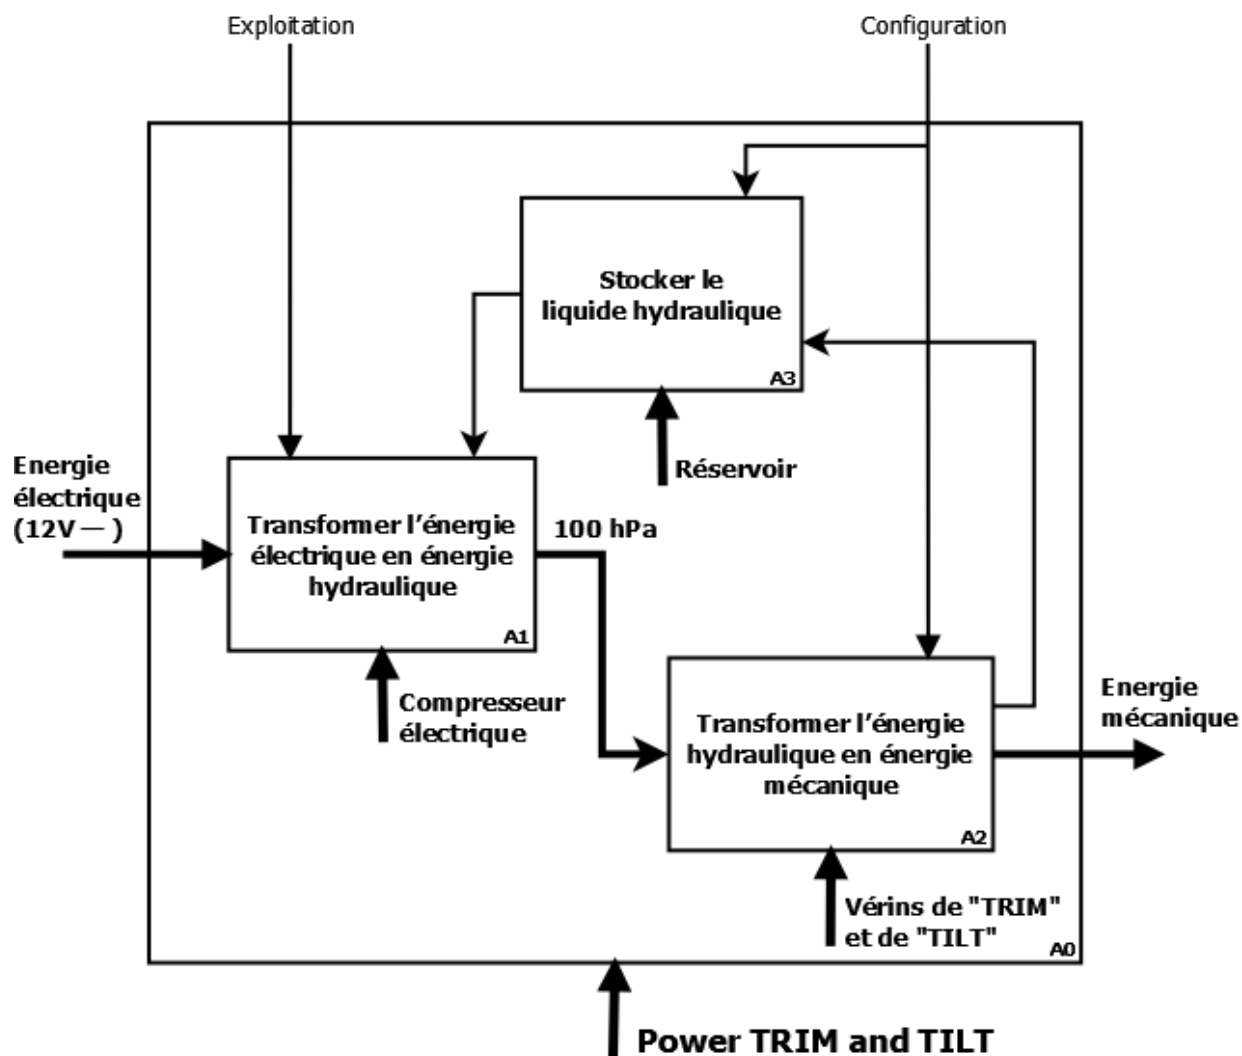 Exploitation
Configuration
Stocker le
liquide hydraulique
A3
Réservoir
Energie
électrique
(12V ⎓ )
Transformer l'énergie
électrique en énergie
hydraulique
A1
100 hPa
Compresseur
électrique
Transformer l'énergie
hydraulique en énergie
mécanique
A2
Energie
mécanique
Vérins de "TRIM"
et de "TILT"
A0
Power TRIM and TILT